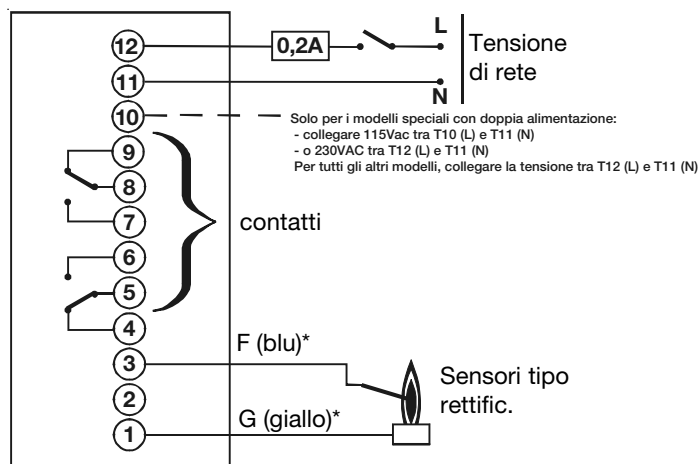 12
0,2A
L
Tensione
di rete
11
N
10
Solo per i modelli speciali con doppia alimentazione:
- collegare 115Vac tra T10 (L) e T11 (N)
- o 230VAC tra T12 (L) e T11 (N)
Per tutti gli altri modelli, collegare la tensione tra T12 (L) e T11 (N)
9
8
7
contatti
6
5
4
F (blu)*
3
Sensori tipo
rettific.
2
G (giallo)*
1